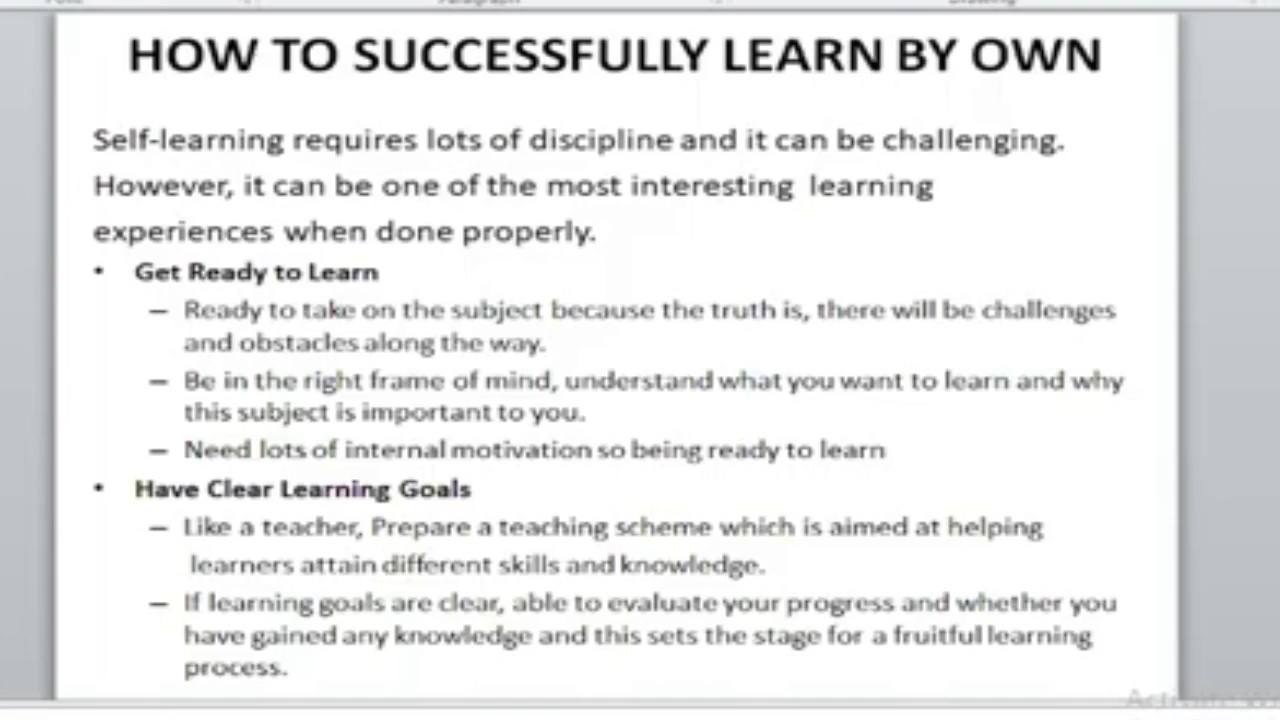 HOW TO SUCCESSFULLY LEARN BY OWN
Self-learning requires lots of discipline and it can be challenging.
However, it can be one of the most interesting learning
experiences when done properly.
• Get Ready to Learn
– Ready to take on the subject because the truth is, there will be challenges
and obstacles along the way.
– Be in the right frame of mind, understand what you want to learn and why
this subject is important to you.
– Need lots of internal motivation so being ready to learn
• Have Clear Learning Goals
– Like a teacher, Prepare a teaching scheme which is aimed at helping
learners attain different skills and knowledge.
– If learning goals are clear, able to evaluate your progress and whether you
have gained any knowledge and this sets the stage for a fruitful learning
process.